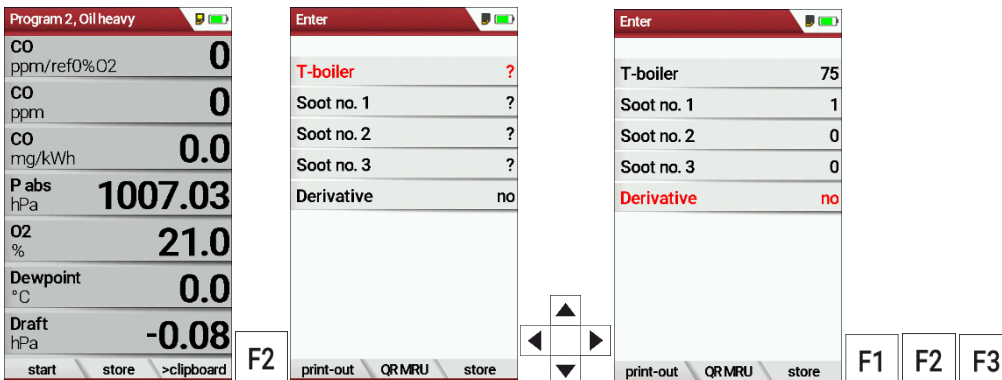 Program 2, Oil heavy
CO 0
ppm/ref0%O2
CO 0
ppm
CO 0.0
mg/kWh
P abs 1007.03
hPa
O2 21.0
%
Dewpoint 0.0
°C
Draft -0.08
hPa
start store >clipboard
F2
Enter
T-boiler ?
Soot no. 1 ?
Soot no. 2 ?
Soot no. 3 ?
Derivative no
print-out QR MRU store
Enter
T-boiler 75
Soot no. 1 1
Soot no. 2 0
Soot no. 3 0
Derivative no
print-out QR MRU store
F1 F2 F3